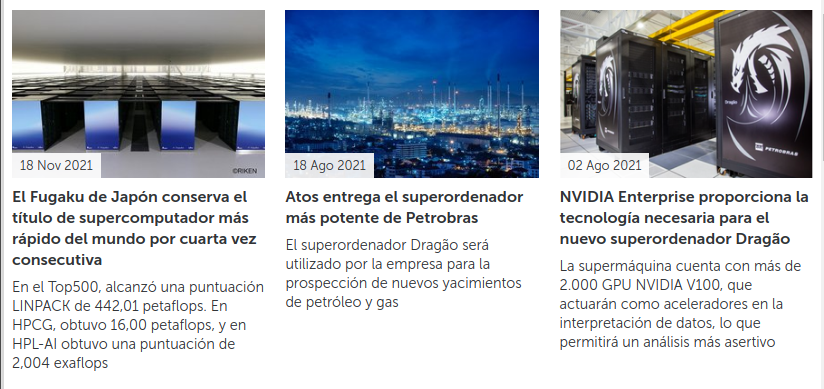 ©RIKEN
18 Nov 2021
El Fugaku de Japón conserva el
título de supercomputador más
rápido del mundo por cuarta vez
consecutiva
En el Top500, alcanzó una puntuación
LINPACK de 442,01 petaflops. En
HPCG, obtuvo 16,00 petaflops, y en
HPL-AI obtuvo una puntuación de
2,004 exaflops
18 Ago 2021
Atos entrega el superordenador
más potente de Petrobras
El superordenador Dragão será
utilizado por la empresa para la
prospección de nuevos yacimientos
de petróleo y gas
Dragão
BR PETROBRAS
02 Ago 2021
NVIDIA Enterprise proporciona la
tecnología necesaria para el
nuevo superordenador Dragão
La supermáquina cuenta con más de
2.000 GPU NVIDIA V100, que
actuarán como aceleradores en la
interpretación de datos, lo que
permitirá un análisis más asertivo